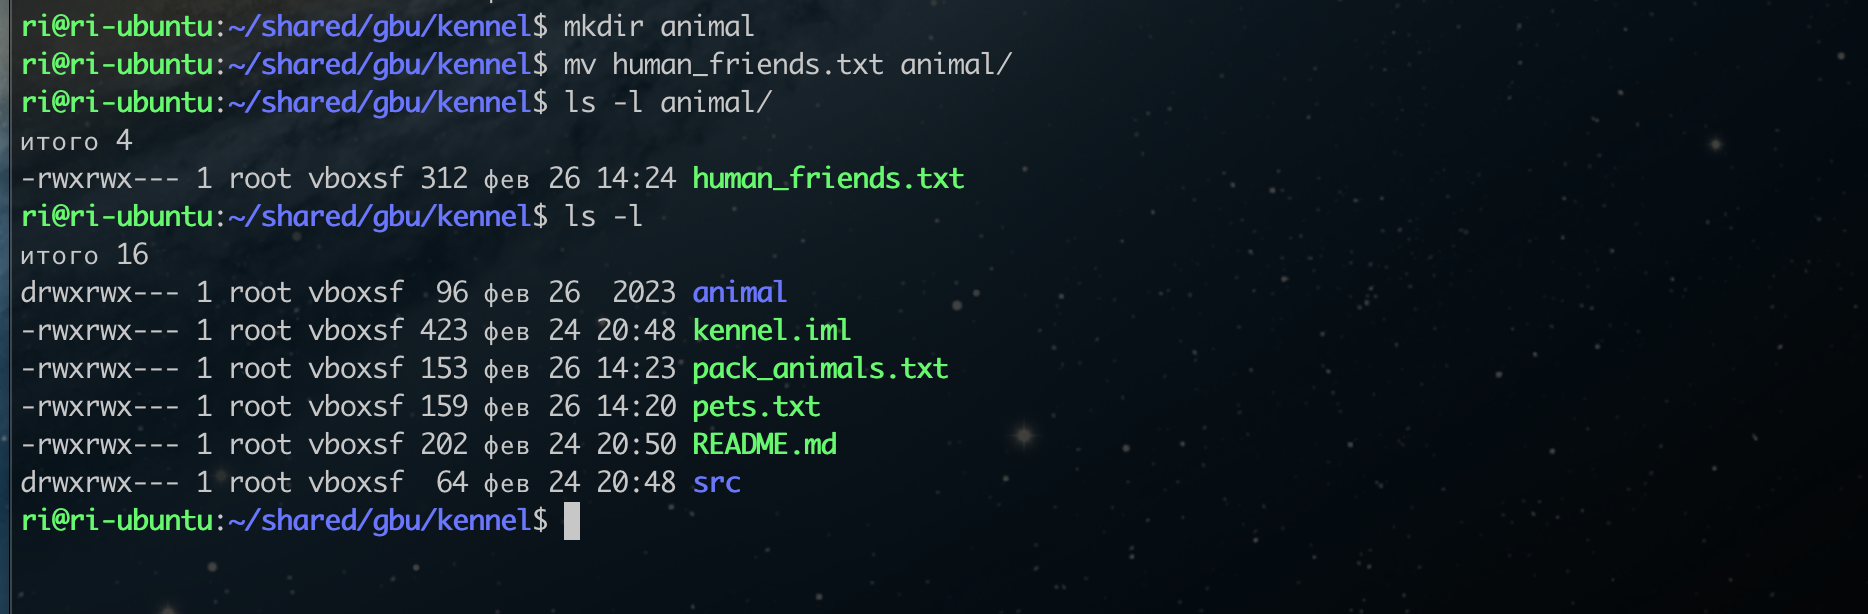 ri@ri-ubuntu:~/shared/gbu/kennel$ mkdir animal
ri@ri-ubuntu:~/shared/gbu/kennel$ mv human_friends.txt animal/
ri@ri-ubuntu:~/shared/gbu/kennel$ ls -l animal/
итого 4
-rwxrwx--- 1 root vboxsf 312 фев 26 14:24 human_friends.txt
ri@ri-ubuntu:~/shared/gbu/kennel$ ls -l
итого 16
drwxrwx--- 1 root vboxsf  96 фев 26  2023 animal
-rwxrwx--- 1 root vboxsf 423 фев 24 20:48 kennel.iml
-rwxrwx--- 1 root vboxsf 153 фев 26 14:23 pack_animals.txt
-rwxrwx--- 1 root vboxsf 159 фев 26 14:20 pets.txt
-rwxrwx--- 1 root vboxsf 202 фев 24 20:50 README.md
drwxrwx--- 1 root vboxsf  64 фев 24 20:48 src
ri@ri-ubuntu:~/shared/gbu/kennel$